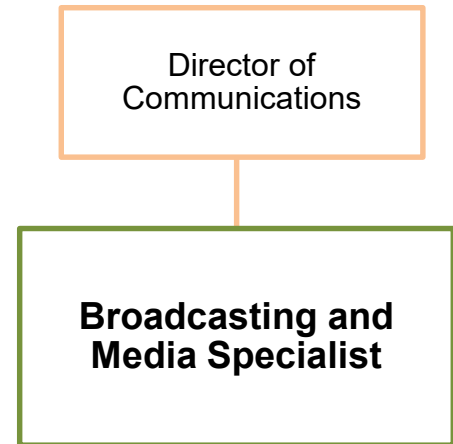 Director of
Communications
Broadcasting and
Media Specialist